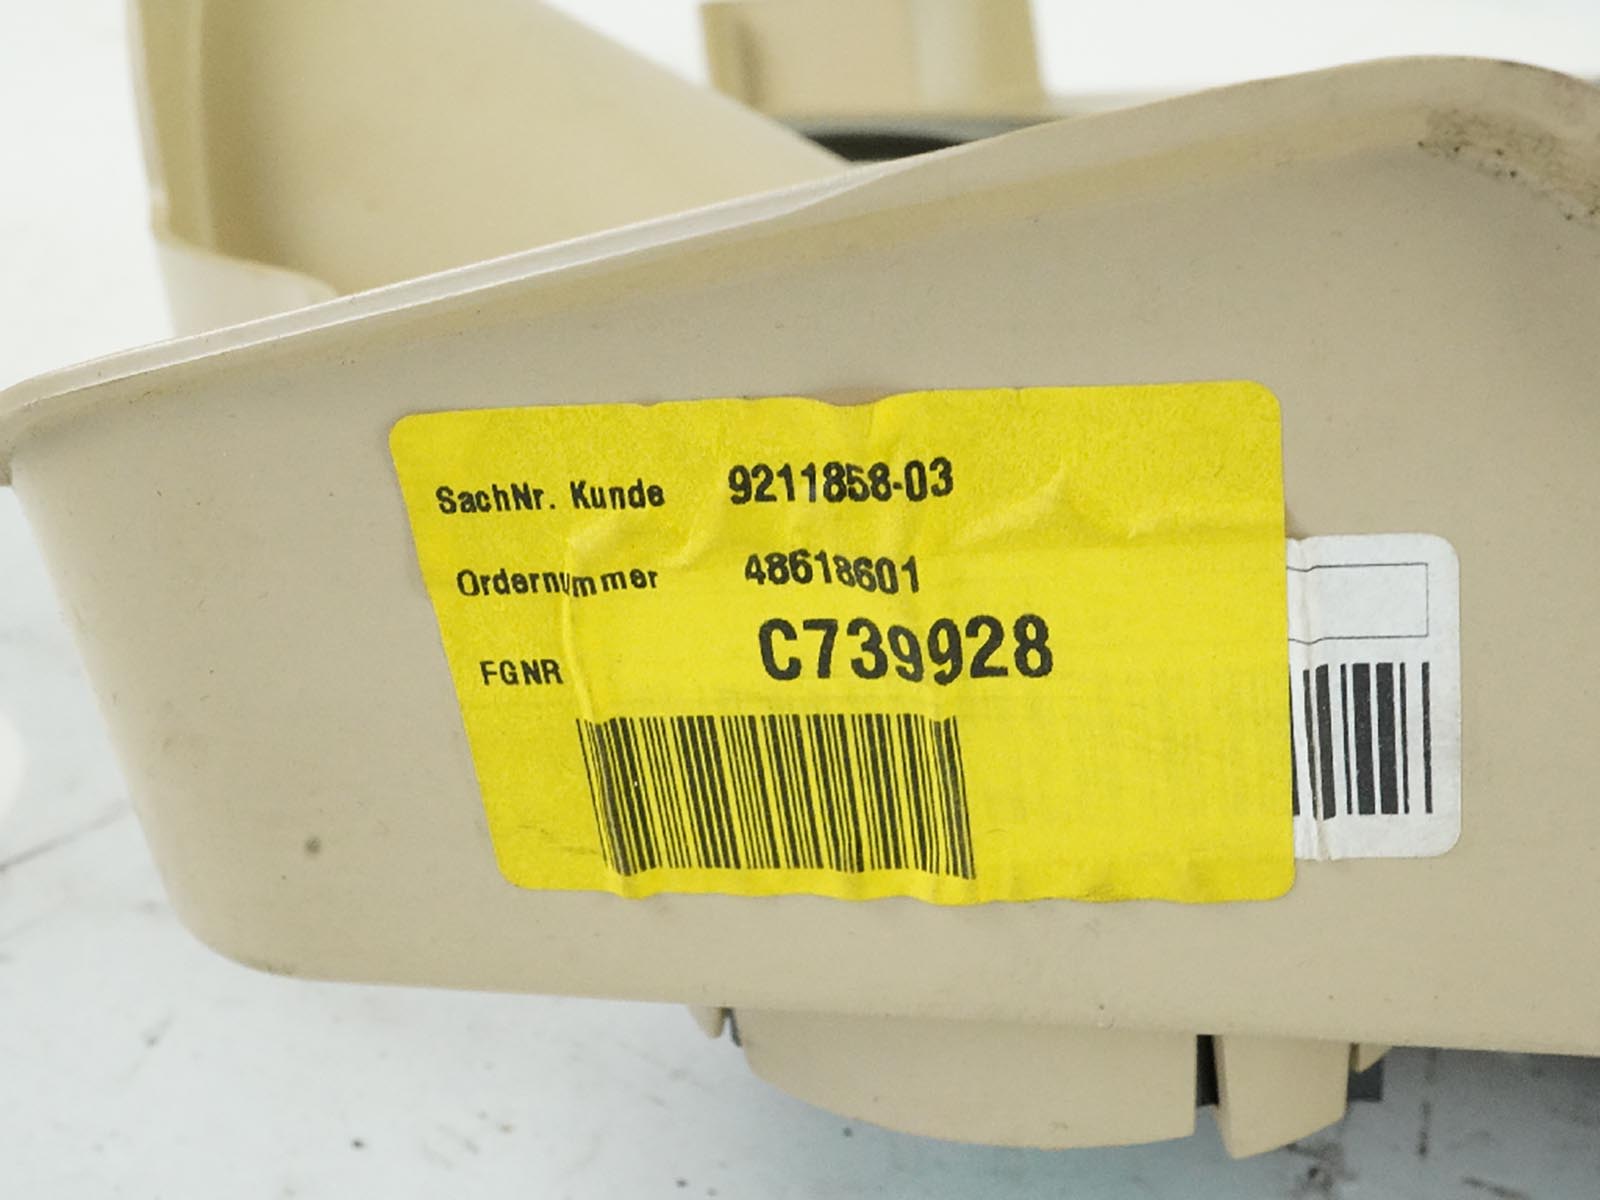 SachNr. Kunde 9211858-03
Ordernummer 48618601
FGNR C739928